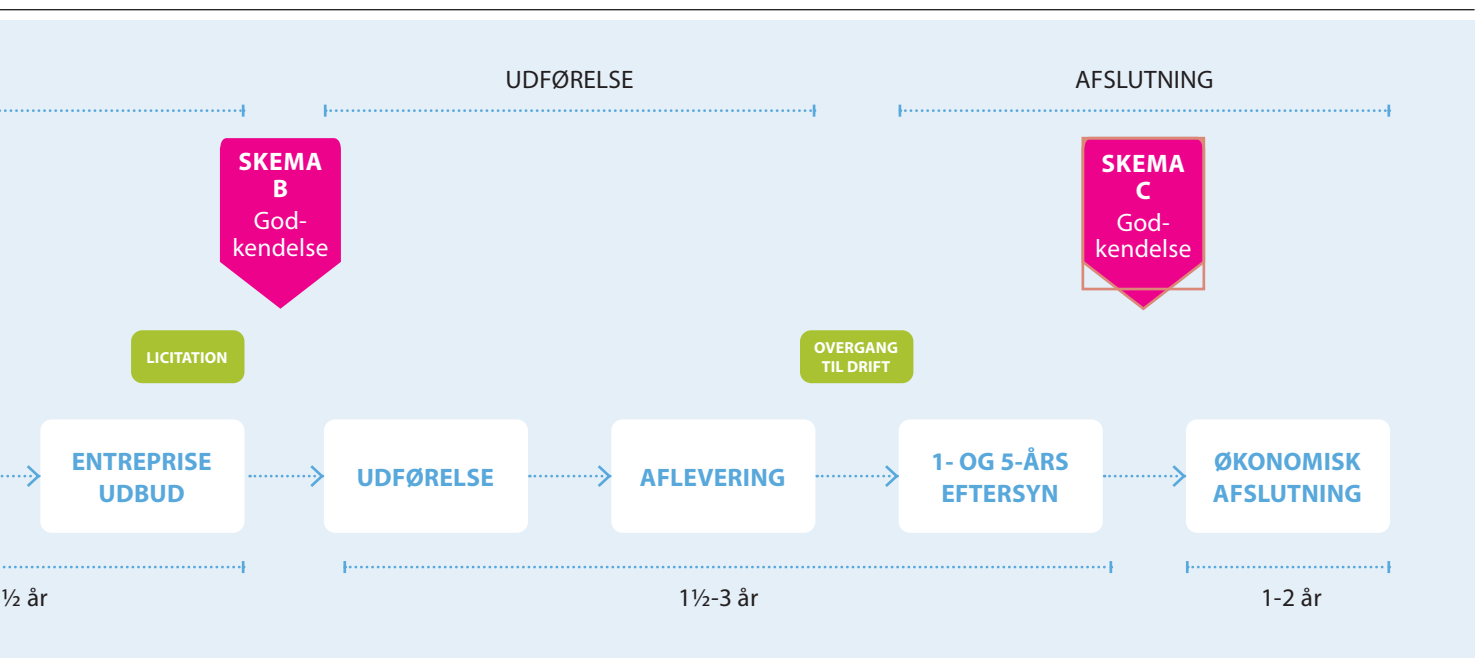 UDFØRELSE
AFSLUTNING
SKEMA
B
God-
kendelse
SKEMA
C
God-
kendelse
LICITATION
OVERGANG
TIL DRIFT
ENTREPRISE
UDBUD
UDFØRELSE
AFLEVERING
1- OG 5-ÅRS
EFTERSYN
ØKONOMISK
AFSLUTNING
½ år
1½-3 år
1-2 år